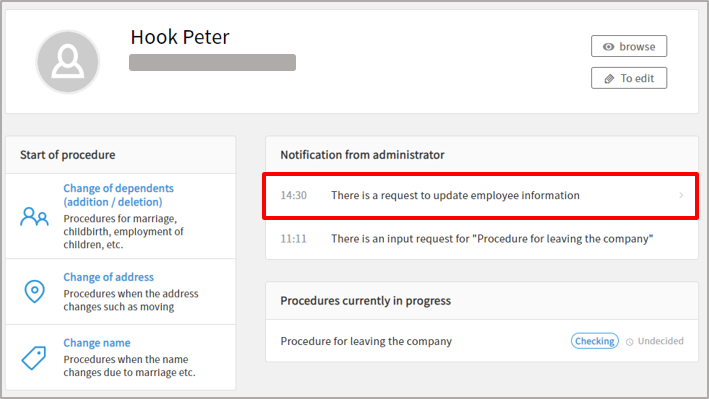 Hook Peter
browse
To edit
Start of procedure
Change of dependents
(addition / deletion)
Procedures for marriage,
childbirth, employment of
children, etc.
Change of address
Procedures when the address
changes such as moving
Change name
Procedures when the name
changes due to marriage etc.
Notification from administrator
14:30 There is a request to update employee information
11:11 There is an input request for "Procedure for leaving the company"
Procedures currently in progress
Procedure for leaving the company Checking Undecided